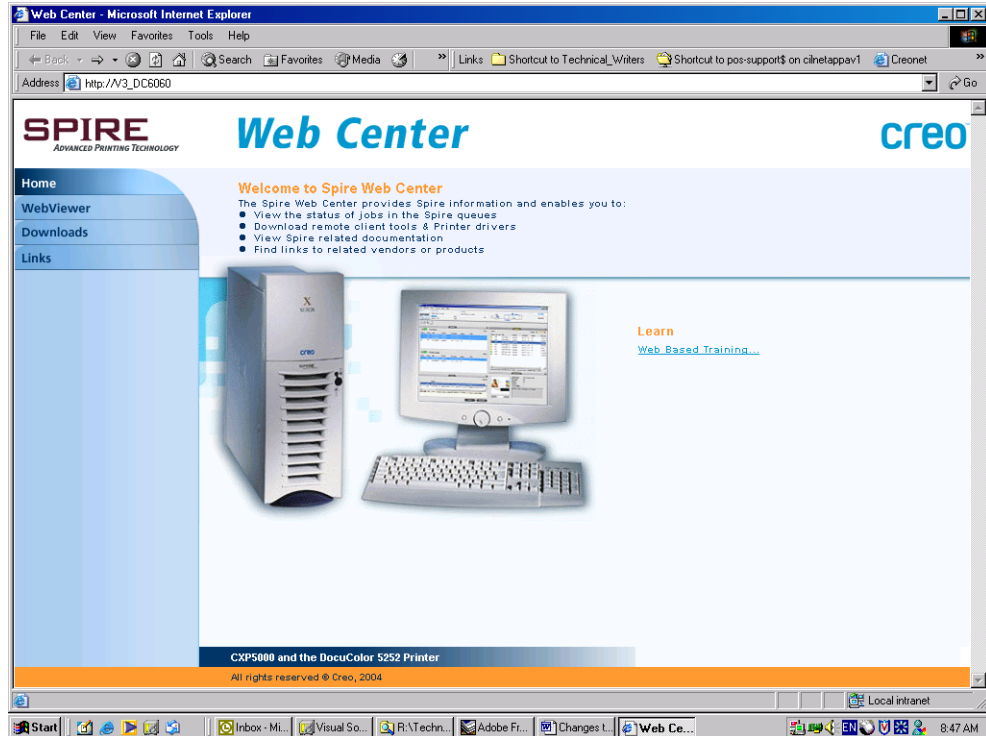 Web Center - Microsoft Internet Explorer
File Edit View Favorites Tools Help
Back Search Favorites Media » Links Shortcut to Technical_Writers Shortcut to pos-support$ on cilnetappav1 Creonet »
Address http://V3_DC6060 Go
SPIRE
ADVANCED PRINTING TECHNOLOGY
Web Center
creo
Home
WebViewer
Downloads
Links
Welcome to Spire Web Center
The Spire Web Center provides Spire information and enables you to:
● View the status of jobs in the Spire queues
● Download remote client tools & Printer drivers
● View Spire related documentation
● Find links to related vendors or products
X
XEROX
creo
SPIRE
Learn
Web Based Training...
CXP5000 and the DocuColor 5252 Printer
All rights reserved © Creo, 2004
Local intranet
Start Inbox - Mi... Visual So... R:\Techn... Adobe Fr... Changes t... Web Ce... EN 8:47 AM